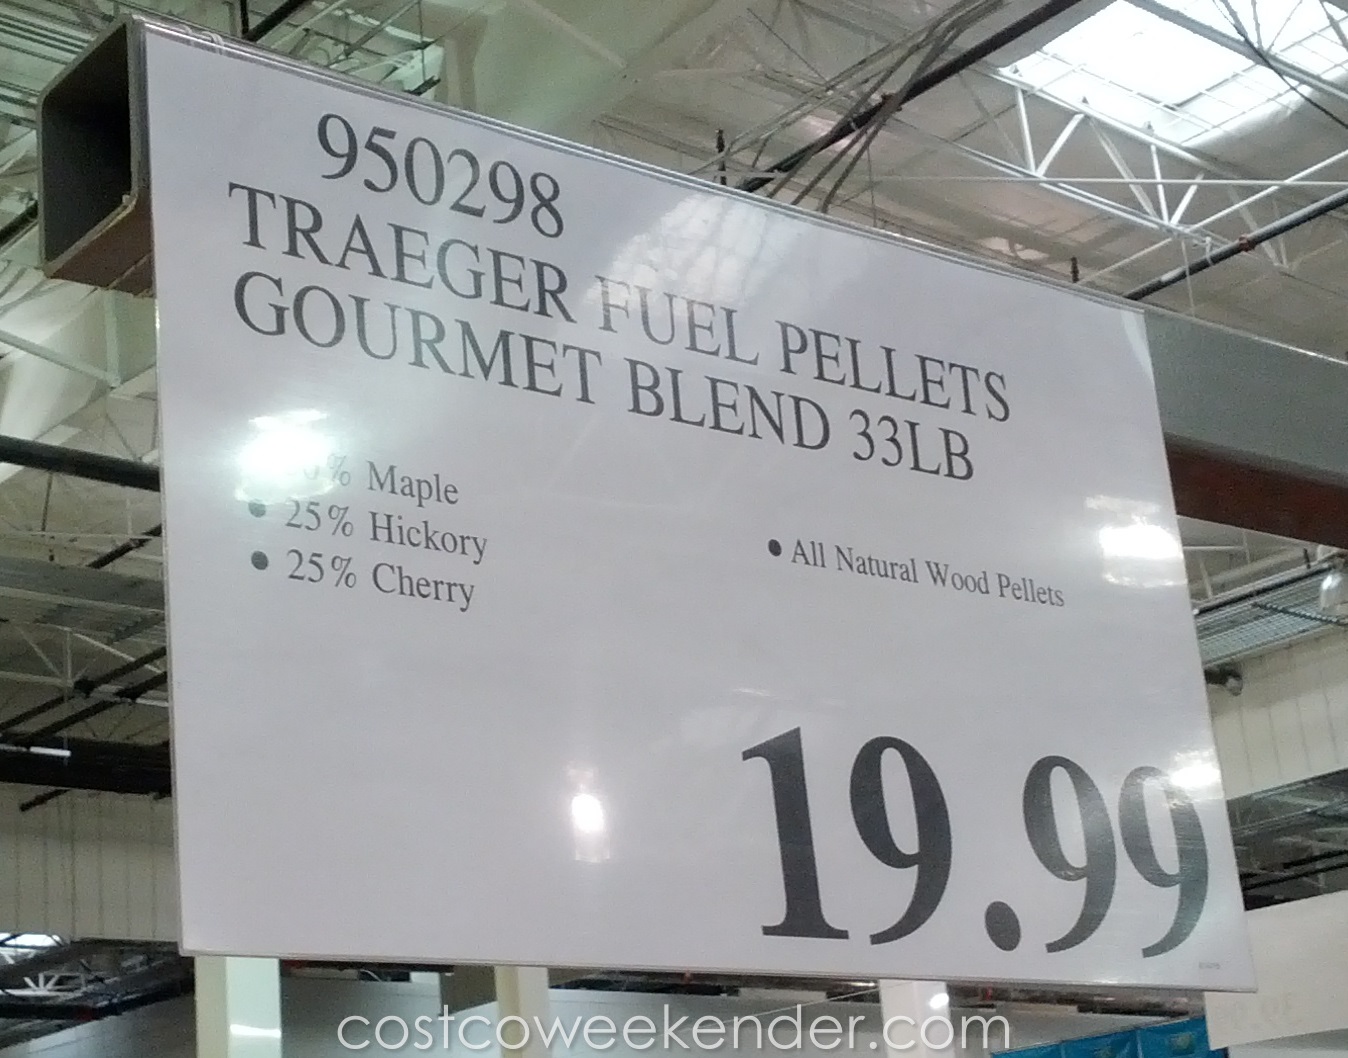 950298
TRAEGER FUEL PELLETS
GOURMET BLEND 33LB
Maple
• 25% Hickory
• 25% Cherry
• All Natural Wood Pellets
19.99
costcoweekender.com